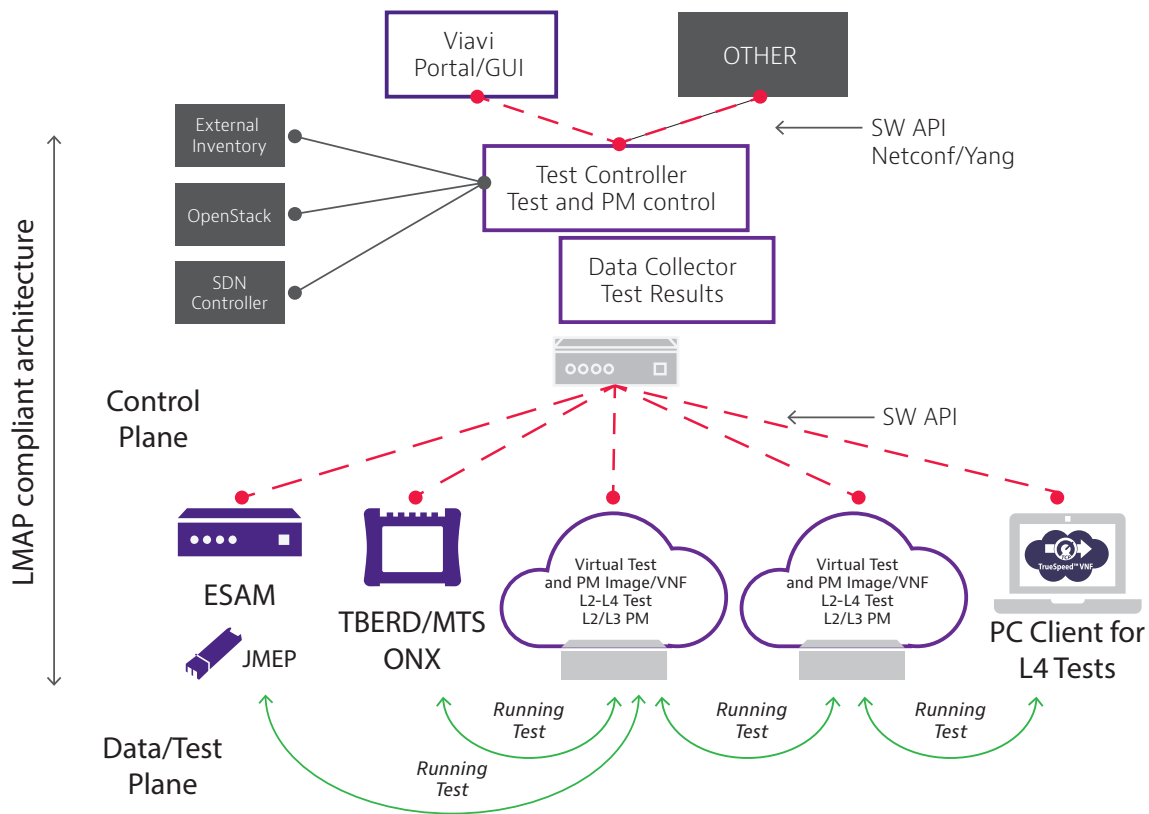 Viavi
Portal/GUI
OTHER
External
Inventory
SW API
Netconf/Yang
Test Controller
Test and PM control
OpenStack
SDN
Controller
Data Collector
Test Results
LMAP compliant architecture
Control
Plane
SW API
ESAM
JMEP
TBERD/MTS
ONX
Virtual Test
and PM Image/VNF
L2-L4 Test
L2/L3 PM
Virtual Test
and PM Image/VNF
L2-L4 Test
L2/L3 PM
TrueSpeed™ VNF
PC Client for
L4 Tests
Data/Test
Plane
Running
Test
Running
Test
Running
Test
Running
Test